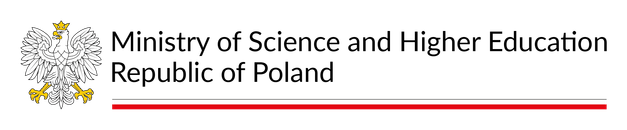 Ministry of Science and Higher Education
Republic of Poland